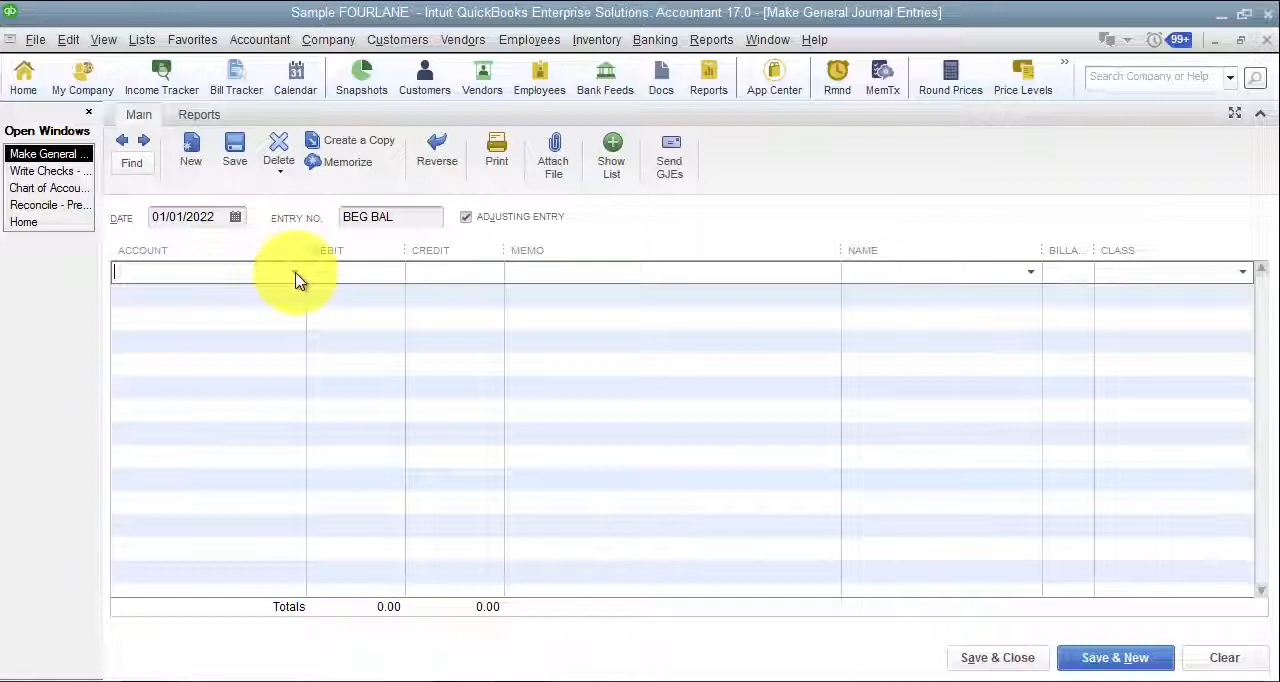 qb Sample FOURLANE - Intuit QuickBooks Enterprise Solutions: Accountant 17.0 - [Make General Journal Entries]
File Edit View Lists Favorites Accountant Company Customers Vendors Employees Inventory Banking Reports Window Help 99+
Home My Company Income Tracker Bill Tracker Calendar Snapshots Customers Vendors Employees Bank Feeds Docs Reports App Center Rmnd MemTx Round Prices Price Levels Search Company or Help
31
Main Reports
Open Windows
Make General ...
Write Checks - ...
Chart of Accou...
Reconcile - Pre...
Home
Find New Save Delete Create a Copy Memorize Reverse Print Attach File Show List Send GJEs
DATE 01/01/2022 ENTRY NO. BEG BAL ADJUSTING ENTRY
ACCOUNT EBIT CREDIT MEMO NAME BILLA... CLASS
Totals 0.00 0.00
Save & Close Save & New Clear